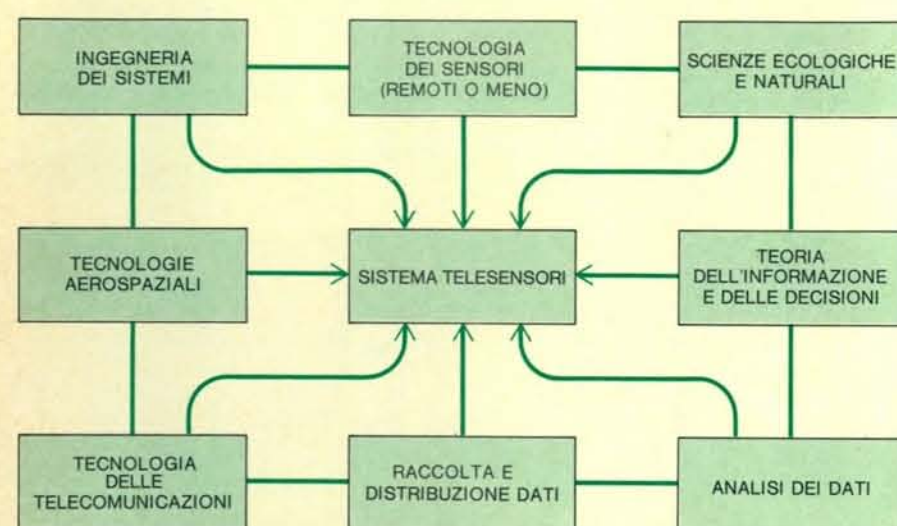 INGEGNERIA
DEI SISTEMI
TECNOLOGIA
DEI SENSORI
(REMOTI O MENO)
SCIENZE ECOLOGICHE
E NATURALI
TECNOLOGIE
AEROSPAZIALI
SISTEMA TELESENSORI
TEORIA
DELL'INFORMAZIONE
E DELLE DECISIONI
TECNOLOGIA
DELLE
TELECOMUNICAZIONI
RACCOLTA E
DISTRIBUZIONE DATI
ANALISI DEI DATI